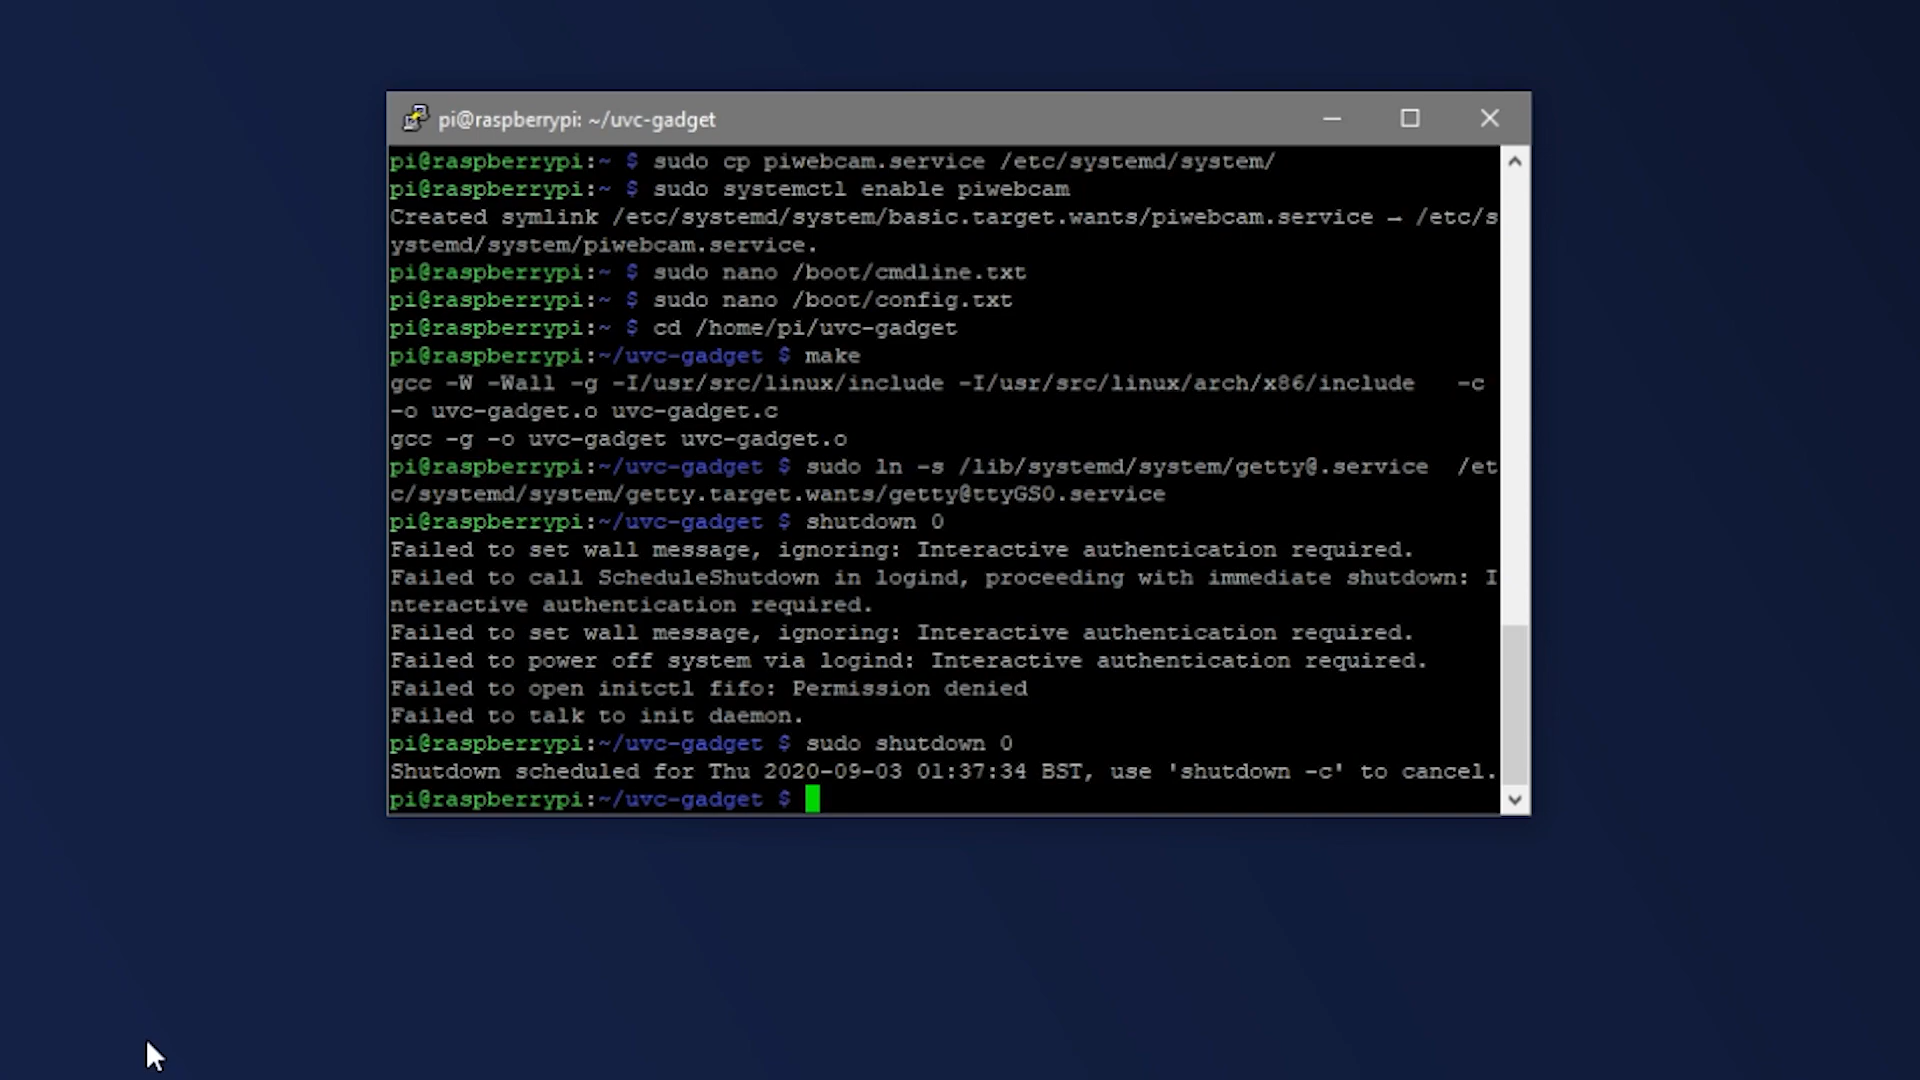 pi@raspberrypi: ~/uvc-gadget
pi@raspberrypi:~ $ sudo cp piwebcam.service /etc/systemd/system/
pi@raspberrypi:~ $ sudo systemctl enable piwebcam
Created symlink /etc/systemd/system/basic.target.wants/piwebcam.service → /etc/s
ystemd/system/piwebcam.service.
pi@raspberrypi:~ $ sudo nano /boot/cmdline.txt
pi@raspberrypi:~ $ sudo nano /boot/config.txt
pi@raspberrypi:~ $ cd /home/pi/uvc-gadget
pi@raspberrypi:~/uvc-gadget $ make
gcc -W -Wall -g -I/usr/src/linux/include -I/usr/src/linux/arch/x86/include   -c
-o uvc-gadget.o uvc-gadget.c
gcc -g -o uvc-gadget uvc-gadget.o
pi@raspberrypi:~/uvc-gadget $ sudo ln -s /lib/systemd/system/getty@.service  /et
c/systemd/system/getty.target.wants/getty@ttyGS0.service
pi@raspberrypi:~/uvc-gadget $ shutdown 0
Failed to set wall message, ignoring: Interactive authentication required.
Failed to call ScheduleShutdown in logind, proceeding with immediate shutdown: I
nteractive authentication required.
Failed to set wall message, ignoring: Interactive authentication required.
Failed to power off system via logind: Interactive authentication required.
Failed to open initctl fifo: Permission denied
Failed to talk to init daemon.
pi@raspberrypi:~/uvc-gadget $ sudo shutdown 0
Shutdown scheduled for Thu 2020-09-03 01:37:34 BST, use 'shutdown -c' to cancel.
pi@raspberrypi:~/uvc-gadget $